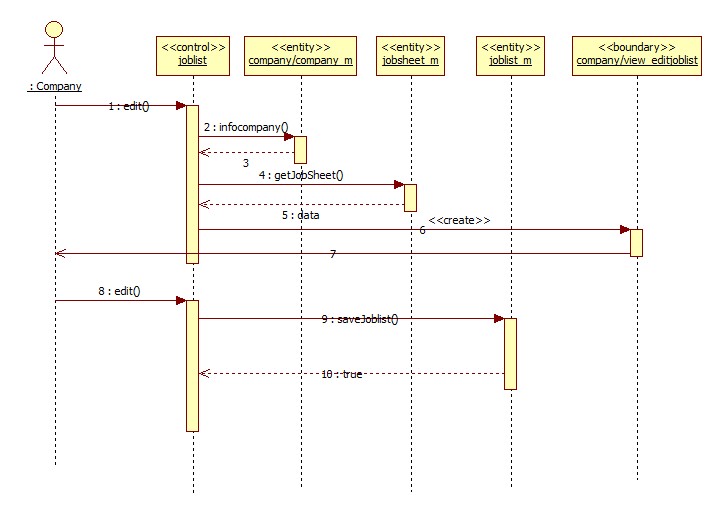 <<control>>
joblist
<<entity>>
company/company_m
<<entity>>
jobsheet_m
<<entity>>
joblist_m
<<boundary>>
company/view_editjoblist
: Company
1 : edit()
2 : infocompany()
3
4 : getJobSheet()
5 : data
<<create>>
6
7
8 : edit()
9 : saveJoblist()
10 : true